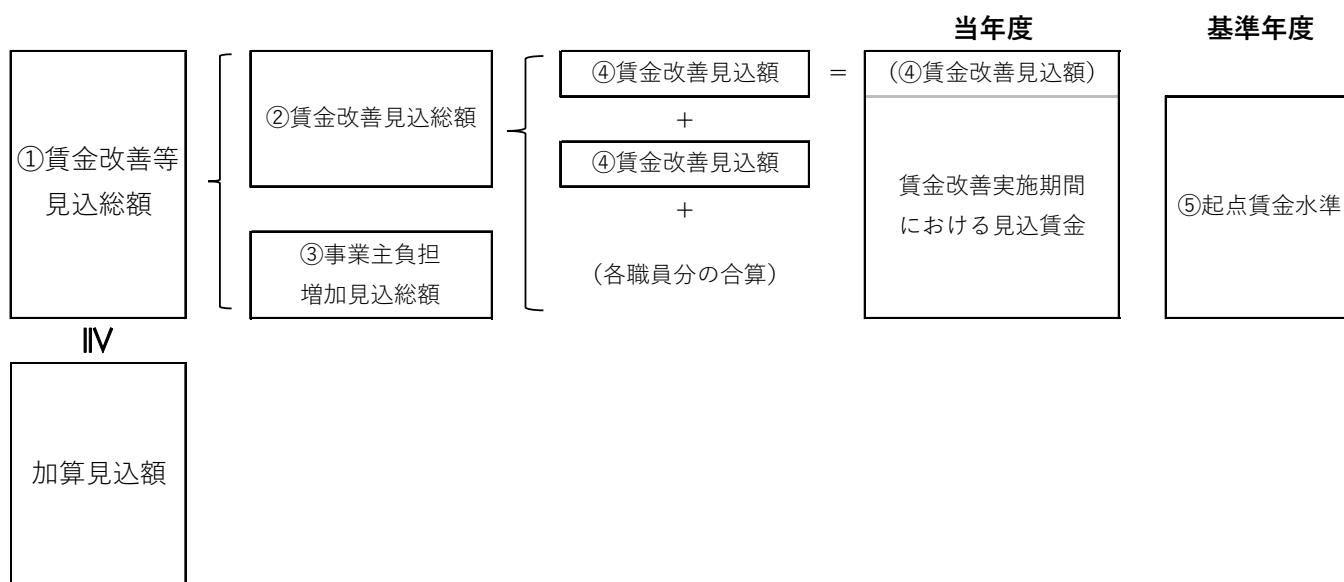 当年度
基準年度
①賃金改善等
見込総額
②賃金改善見込総額
③事業主負担
増加見込総額
④賃金改善見込額
+
④賃金改善見込額
+
(各職員分の合算)
=
(④賃金改善見込額)
賃金改善実施期間
における見込賃金
⑤起点賃金水準
≧
加算見込額